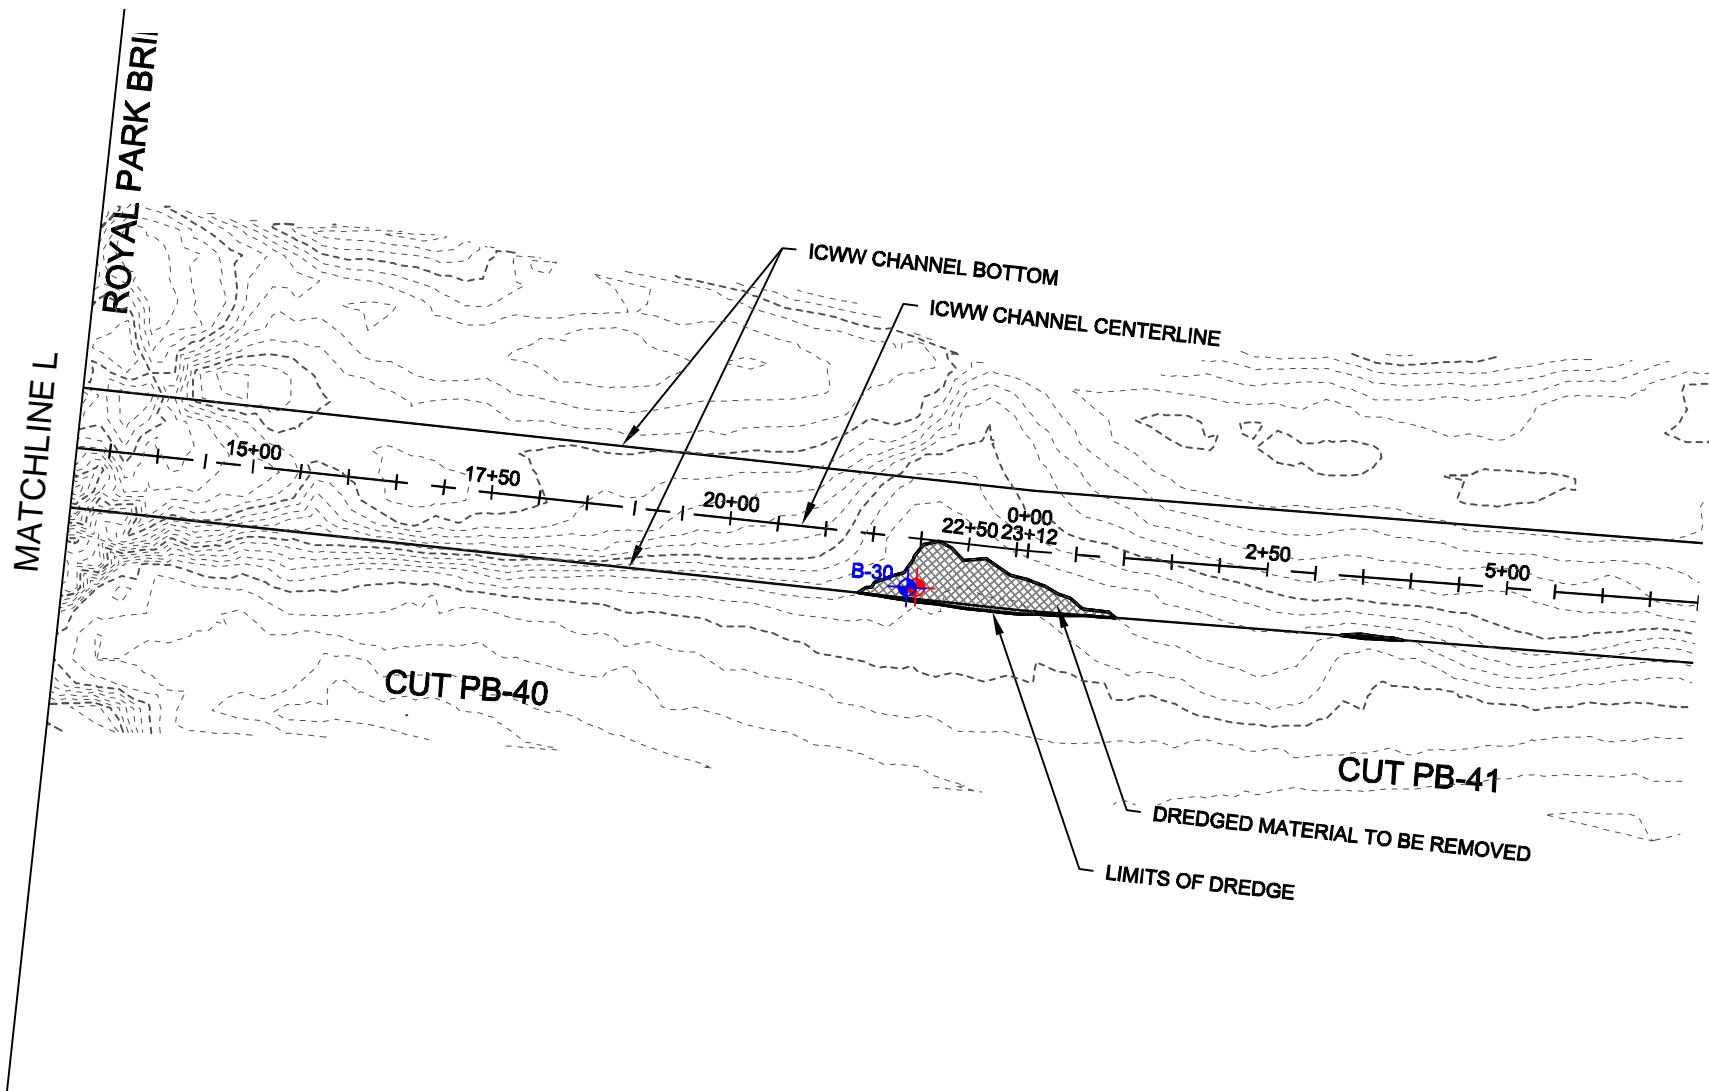 ROYAL PARK
MATCHLINE L
ICWW CHANNEL BOTTOM
ICWW CHANNEL CENTERLINE
15+00
17+50
20+00
22+50
0+00
23+12
2+50
5+00
B-30
CUT PB-40
CUT PB-41
DREDGED MATERIAL TO BE REMOVED
LIMITS OF DREDGE